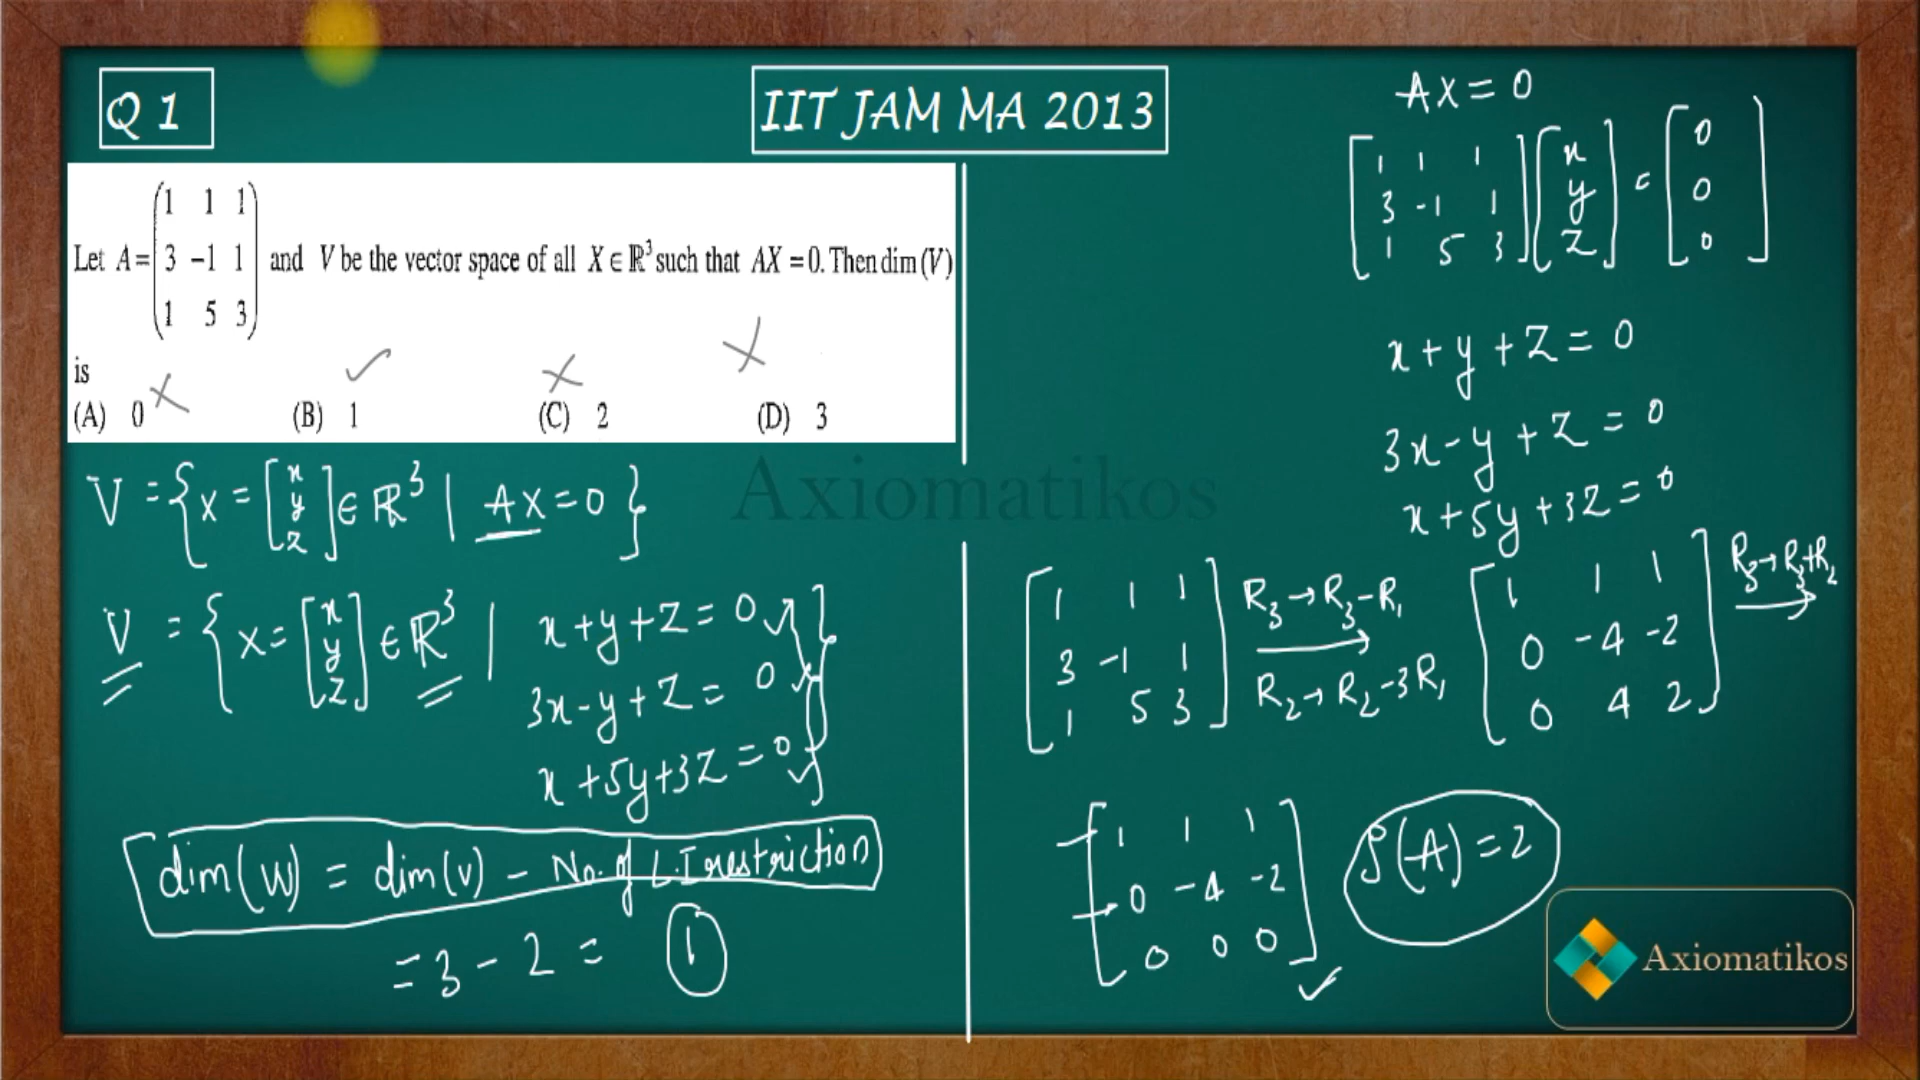 Q 1
IIT JAM MA 2013
Let A = (1 1 1
3 −1 1
1 5 3) and V be the vector space of all X ∈ ℝ³ such that AX = 0. Then dim (V)
is
(A) 0 ✗ (B) 1 ✓ (C) 2 ✗ (D) 3 ✗
V = { X = [x y z] ∈ ℝ³ | AX = 0 }
V = { X = [x y z] ∈ ℝ³ | x + y + z = 0
3x - y + z = 0
x + 5y + 3z = 0 }
dim(W) = dim(V) - No. of L.I restriction
= 3 - 2 = 1
AX = 0
[1 1 1
3 -1 1
1 5 3] [x y z] = [0 0 0]
x + y + z = 0
3x - y + z = 0
x + 5y + 3z = 0
[1 1 1
3 -1 1
1 5 3]
R₃ → R₃ - R₁
R₂ → R₂ - 3R₁
[1 1 1
0 -4 -2
0 4 2]
R₃ → R₃ + R₂
[1 1 1
0 -4 -2
0 0 0] ✓
ρ(A) = 2
Axiomatikos
Axiomatikos